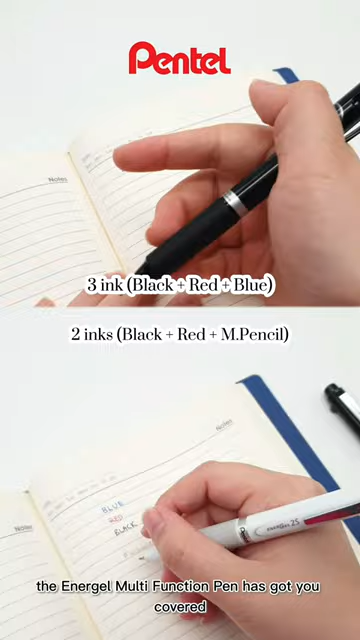 Pentel
Notes
3 ink (Black + Red + Blue)
2 inks (Black + Red + M.Pencil)
Notes
BLUE
RED
BLACK
Notes
ENERGEL 2S
the Energel Multi Function Pen has got you
covered